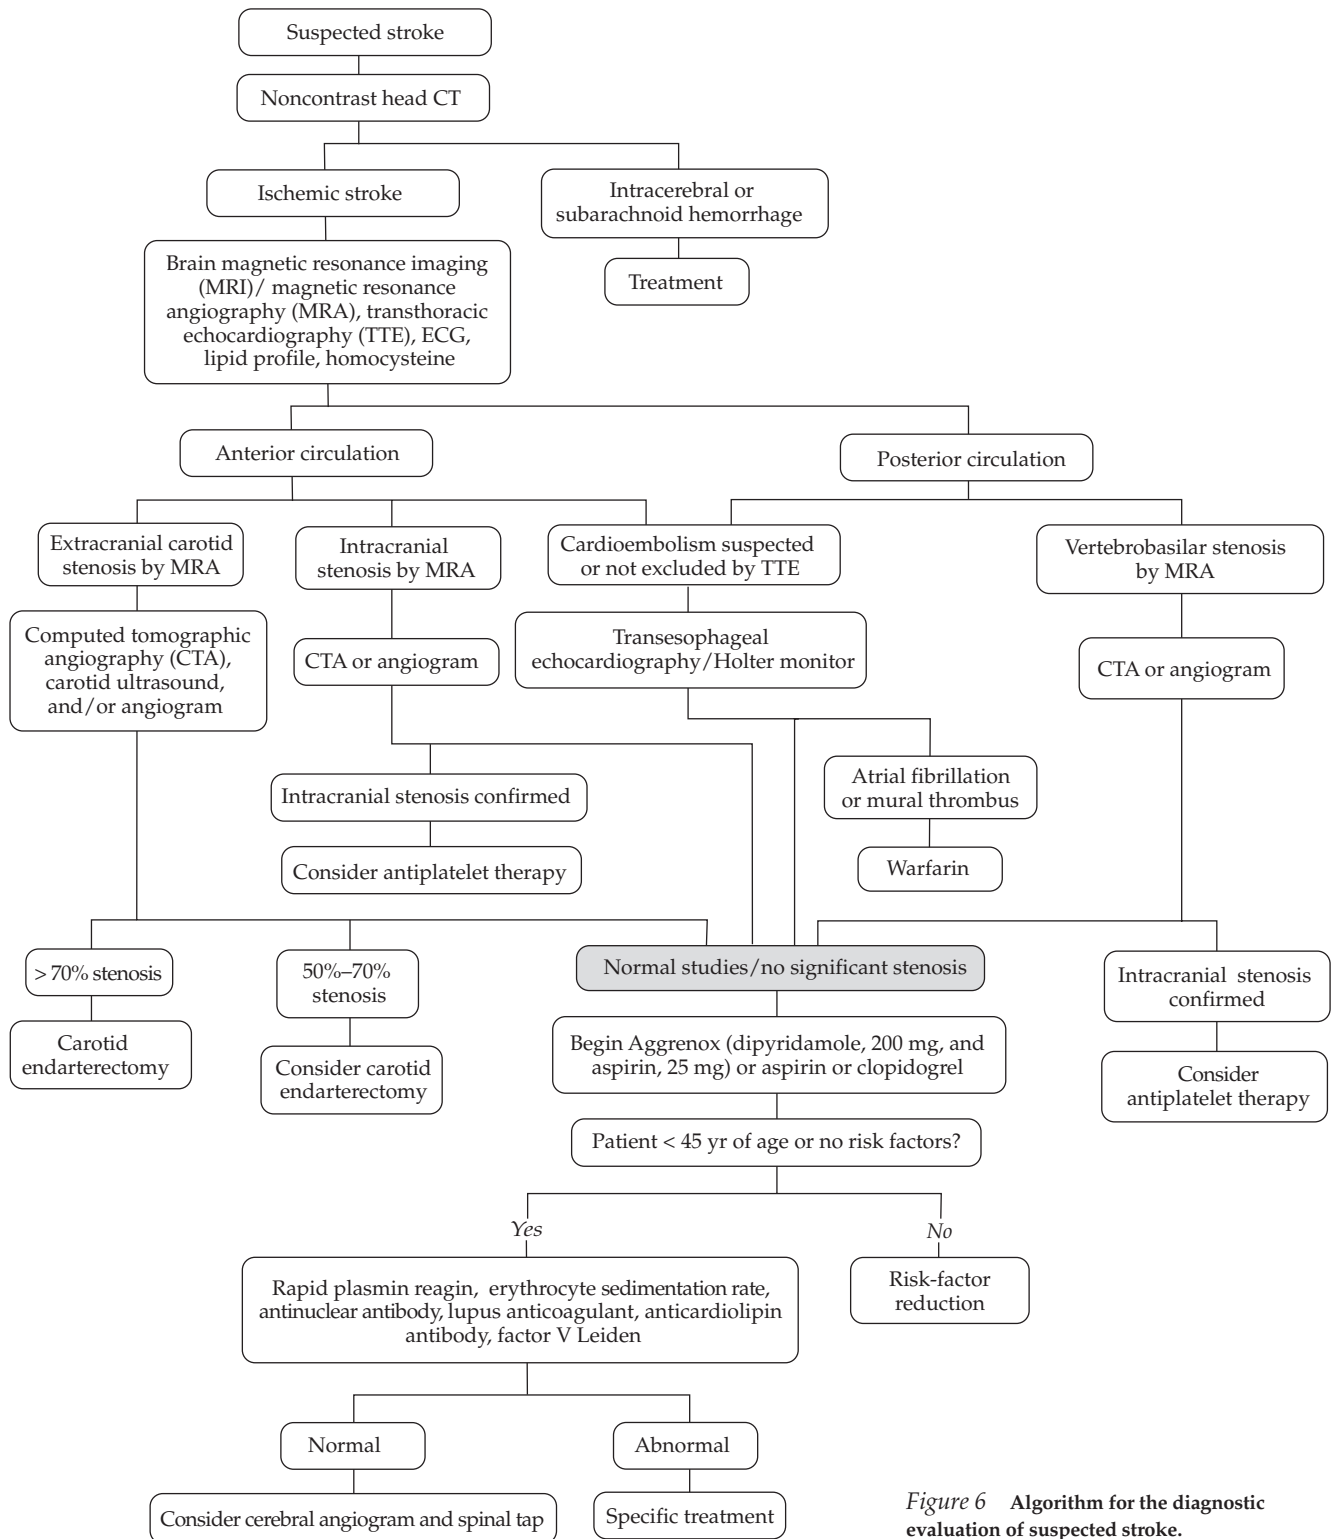 Suspected stroke
Noncontrast head CT
Ischemic stroke
Intracerebral or
subarachnoid hemorrhage
Brain magnetic resonance imaging
(MRI)/ magnetic resonance
angiography (MRA), transthoracic
echocardiography (TTE), ECG,
lipid profile, homocysteine
Treatment
Anterior circulation
Posterior circulation
Extracranial carotid
stenosis by MRA
Intracranial
stenosis by MRA
Cardioembolism suspected
or not excluded by TTE
Vertebrobasilar stenosis
by MRA
Computed tomographic
angiography (CTA),
carotid ultrasound,
and/or angiogram
CTA or angiogram
Transesophageal
echocardiography/Holter monitor
CTA or angiogram
Intracranial stenosis confirmed
Atrial fibrillation
or mural thrombus
Consider antiplatelet therapy
Warfarin
> 70% stenosis
50%–70%
stenosis
Normal studies/no significant stenosis
Intracranial stenosis
confirmed
Carotid
endarterectomy
Consider carotid
endarterectomy
Begin Aggrenox (dipyridamole, 200 mg, and
aspirin, 25 mg) or aspirin or clopidogrel
Consider
antiplatelet therapy
Patient < 45 yr of age or no risk factors?
Yes
No
Rapid plasmin reagin, erythrocyte sedimentation rate,
antinuclear antibody, lupus anticoagulant, anticardiolipin
antibody, factor V Leiden
Risk-factor
reduction
Normal
Abnormal
Consider cerebral angiogram and spinal tap
Specific treatment
Figure 6 Algorithm for the diagnostic
evaluation of suspected stroke.